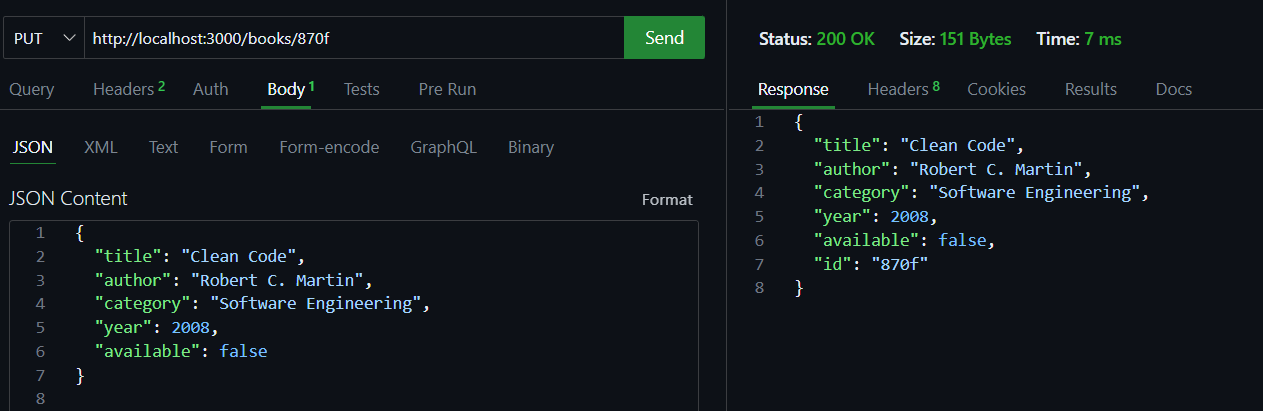 PUT http://localhost:3000/books/870f Send
Query Headers 2 Auth Body 1 Tests Pre Run
JSON XML Text Form Form-encode GraphQL Binary
JSON Content Format
1 {
2 "title": "Clean Code",
3 "author": "Robert C. Martin",
4 "category": "Software Engineering",
5 "year": 2008,
6 "available": false
7 }
8
Status: 200 OK Size: 151 Bytes Time: 7 ms
Response Headers 8 Cookies Results Docs
1 {
2 "title": "Clean Code",
3 "author": "Robert C. Martin",
4 "category": "Software Engineering",
5 "year": 2008,
6 "available": false,
7 "id": "870f"
8 }